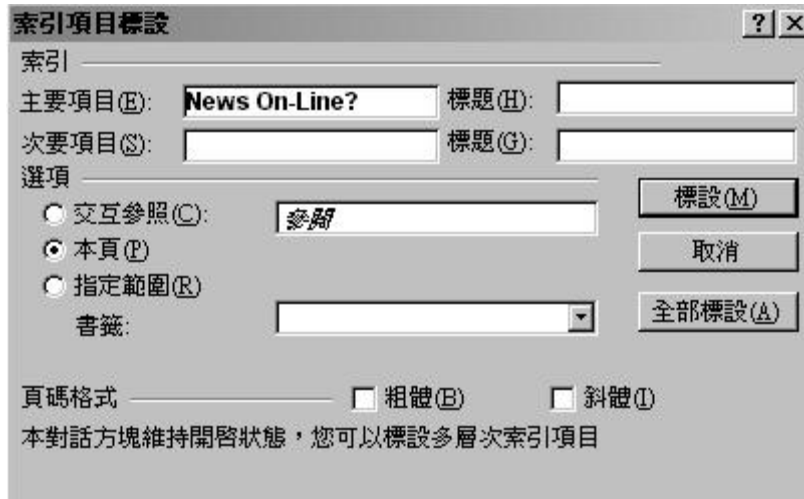 索引項目標設 ? ×
索引
主要項目(E): News On-Line? 標題(H):
次要項目(S): 標題(G):
選項
交互參照(C): 參閱
本頁(P)
指定範圍(R)
書籤:
標設(M)
取消
全部標設(A)
頁碼格式 粗體(B) 斜體(I)
本對話方塊維持開啓狀態，您可以標設多層次索引項目